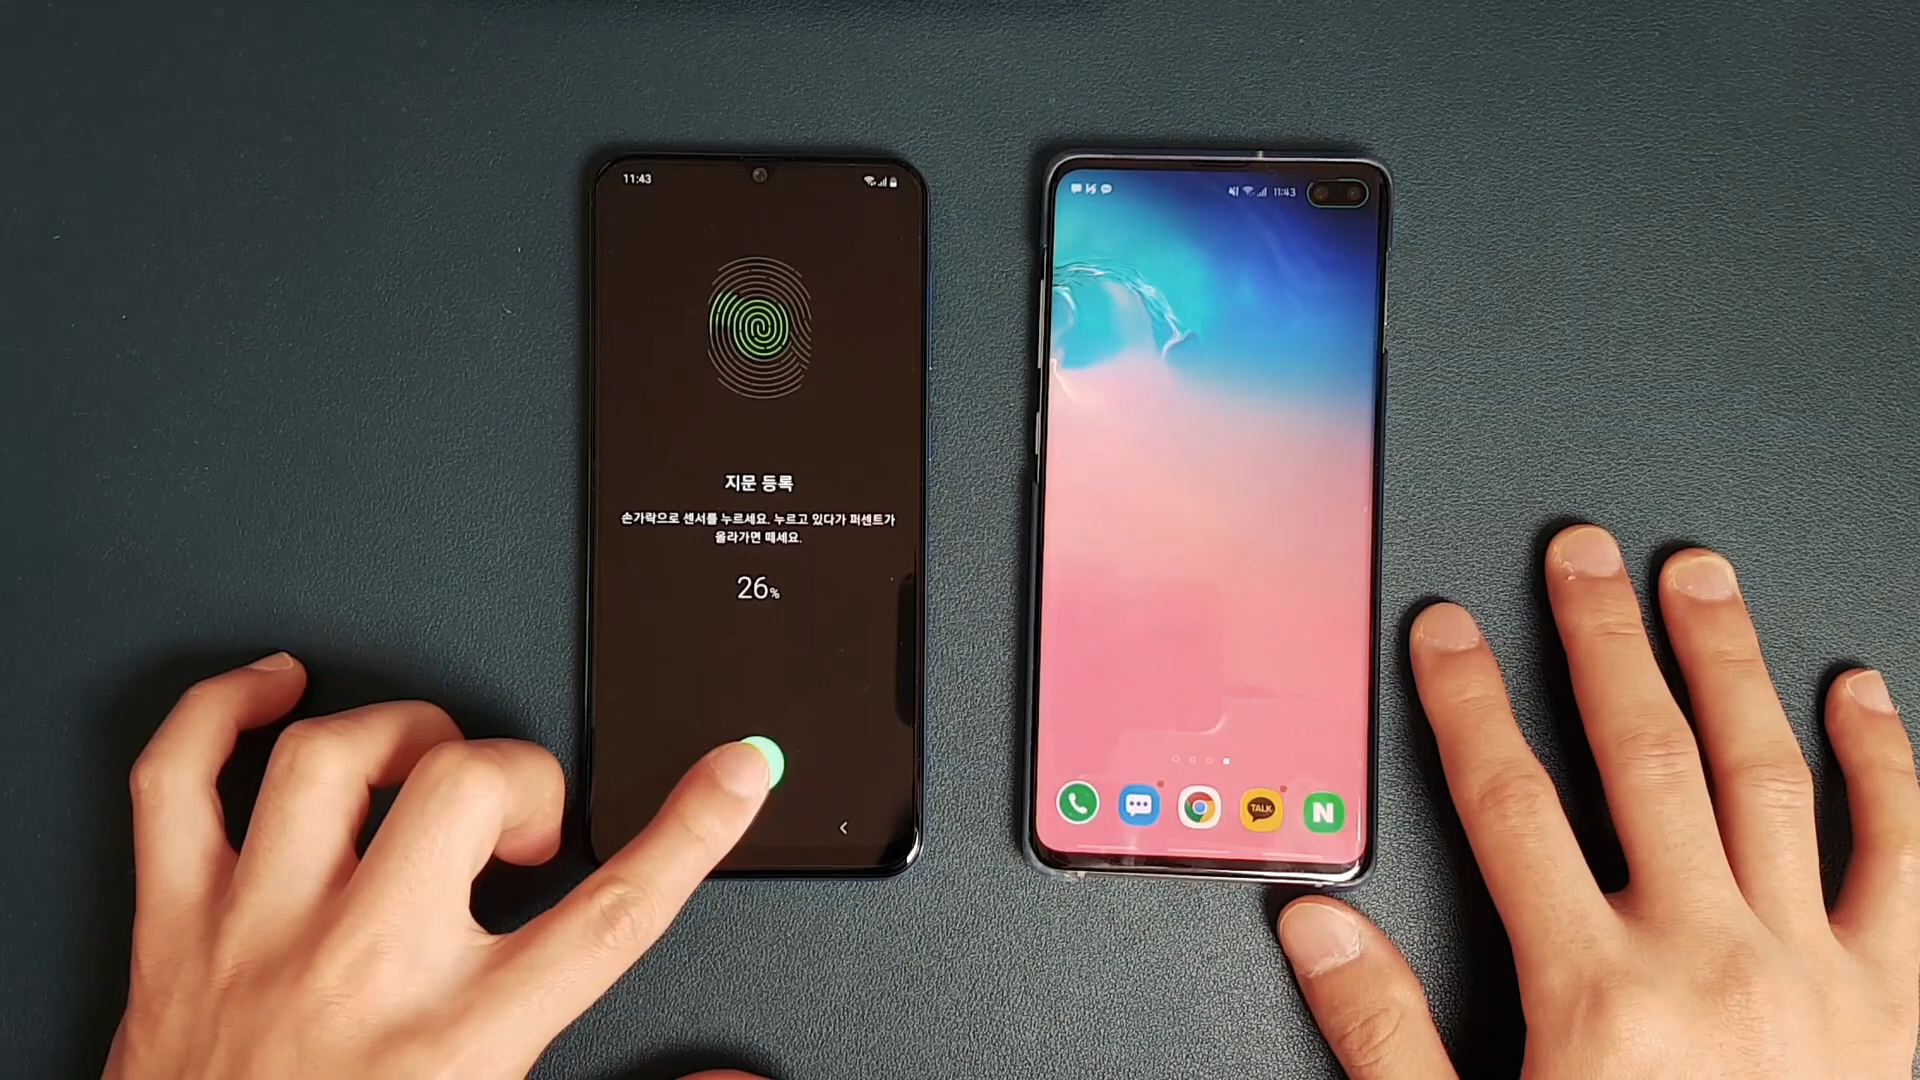 11:43
지문 등록
손가락으로 센서를 누르세요. 누르고 있다가 퍼센트가
올라가면 떼세요.
26%
11:43
TALK
N